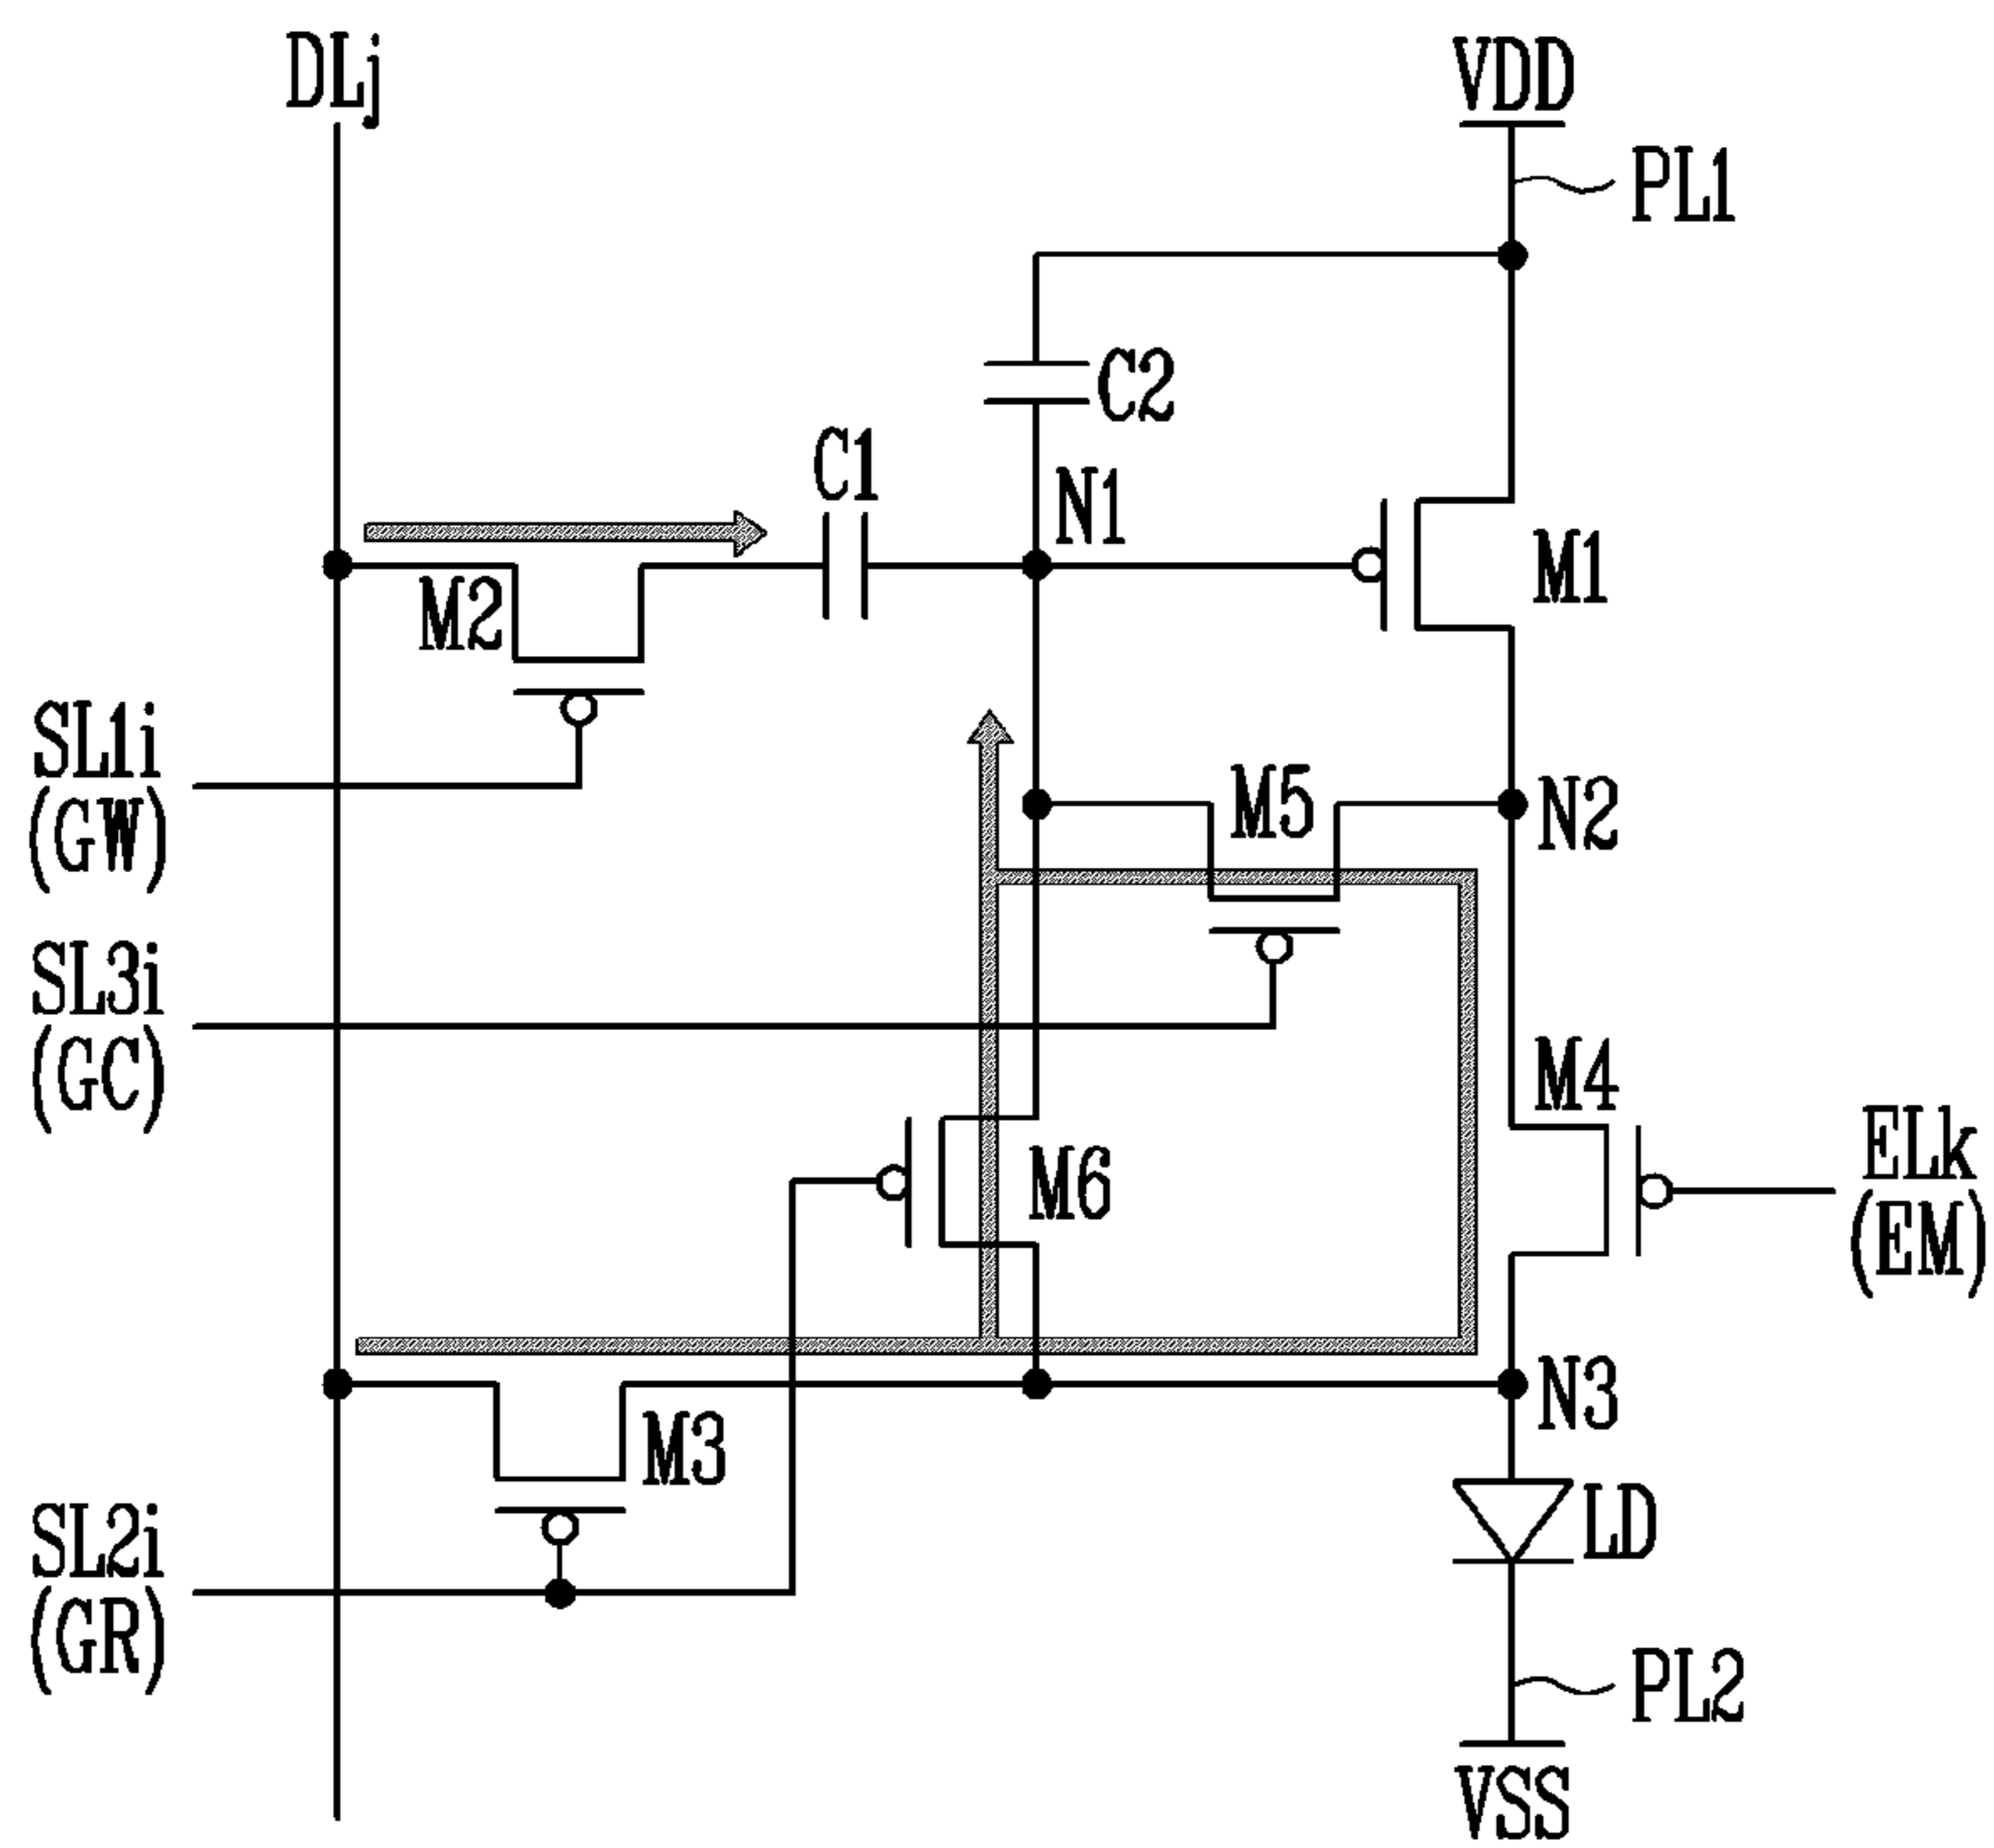 DLj
VDD
PL1
C2
C1
N1
M1
M2
SL1i
(GW)
M5
N2
SL3i
(GC)
M4
ELk
(EM)
M6
N3
M3
SL2i
(GR)
LD
PL2
VSS